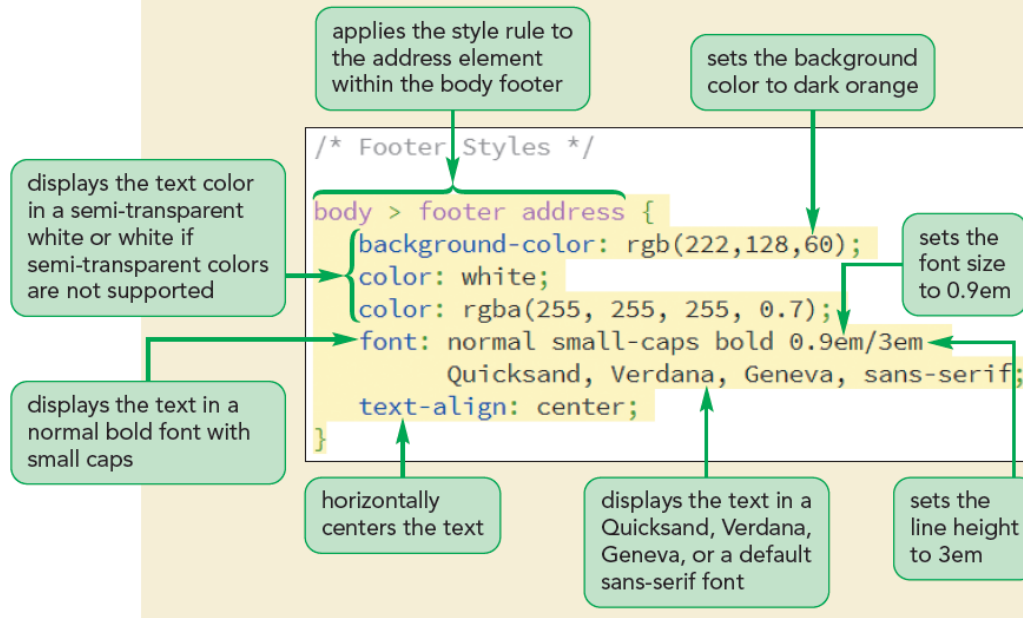 applies the style rule to
the address element
within the body footer
sets the background
color to dark orange
/* Footer Styles */
displays the text color
in a semi-transparent
white or white if
semi-transparent colors
are not supported
body > footer address {
background-color: rgb(222,128,60);
color: white;
color: rgba(255, 255, 255, 0.7);
font: normal small-caps bold 0.9em/3em
Quicksand, Verdana, Geneva, sans-serif;
text-align: center;
}
sets the
font size
to 0.9em
displays the text in a
normal bold font with
small caps
horizontally
centers the text
displays the text in a
Quicksand, Verdana,
Geneva, or a default
sans-serif font
sets the
line height
to 3em